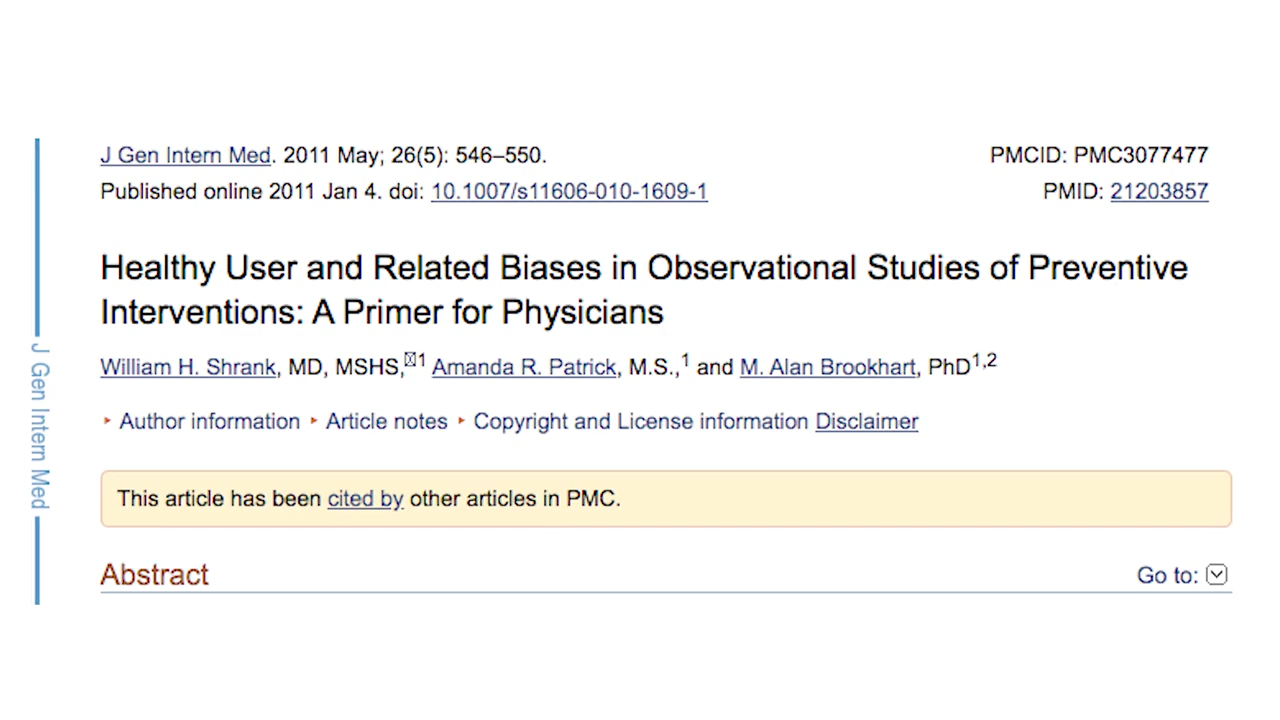 J Gen Intern Med. 2011 May; 26(5): 546–550.
PMCID: PMC3077477
Published online 2011 Jan 4. doi: 10.1007/s11606-010-1609-1
PMID: 21203857
Healthy User and Related Biases in Observational Studies of Preventive
Interventions: A Primer for Physicians
William H. Shrank, MD, MSHS,1 Amanda R. Patrick, M.S.,1 and M. Alan Brookhart, PhD1,2
Author information Article notes Copyright and License information Disclaimer
This article has been cited by other articles in PMC.
Abstract
Go to:
J Gen Intern Med